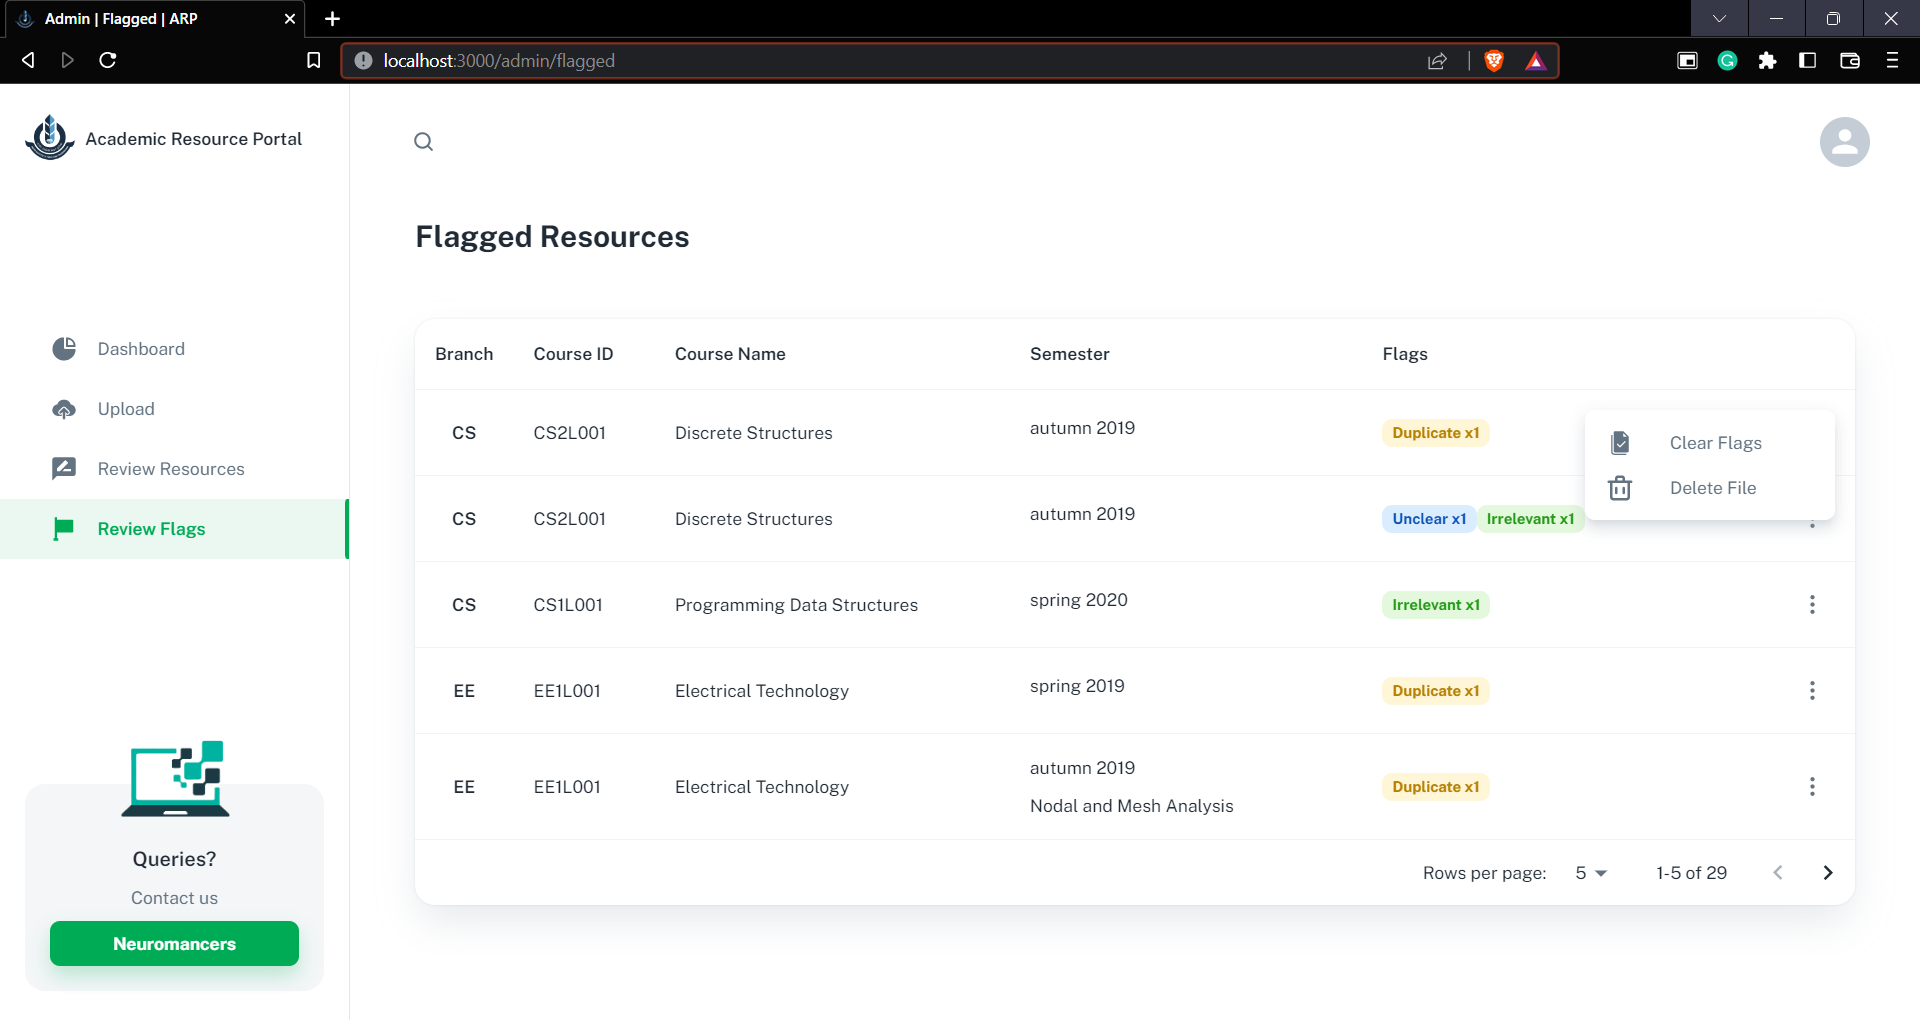 Admin | Flagged | ARP
localhost:3000/admin/flagged
Academic Resource Portal
Flagged Resources
Dashboard
Upload
Review Resources
Review Flags
Branch Course ID Course Name Semester Flags
CS CS2L001 Discrete Structures autumn 2019 Duplicate x1
Clear Flags
Delete File
CS CS2L001 Discrete Structures autumn 2019 Unclear x1 Irrelevant x1
CS CS1L001 Programming Data Structures spring 2020 Irrelevant x1
EE EE1L001 Electrical Technology spring 2019 Duplicate x1
EE EE1L001 Electrical Technology autumn 2019 Duplicate x1
Nodal and Mesh Analysis
Rows per page: 5 1-5 of 29
Queries?
Contact us
Neuromancers